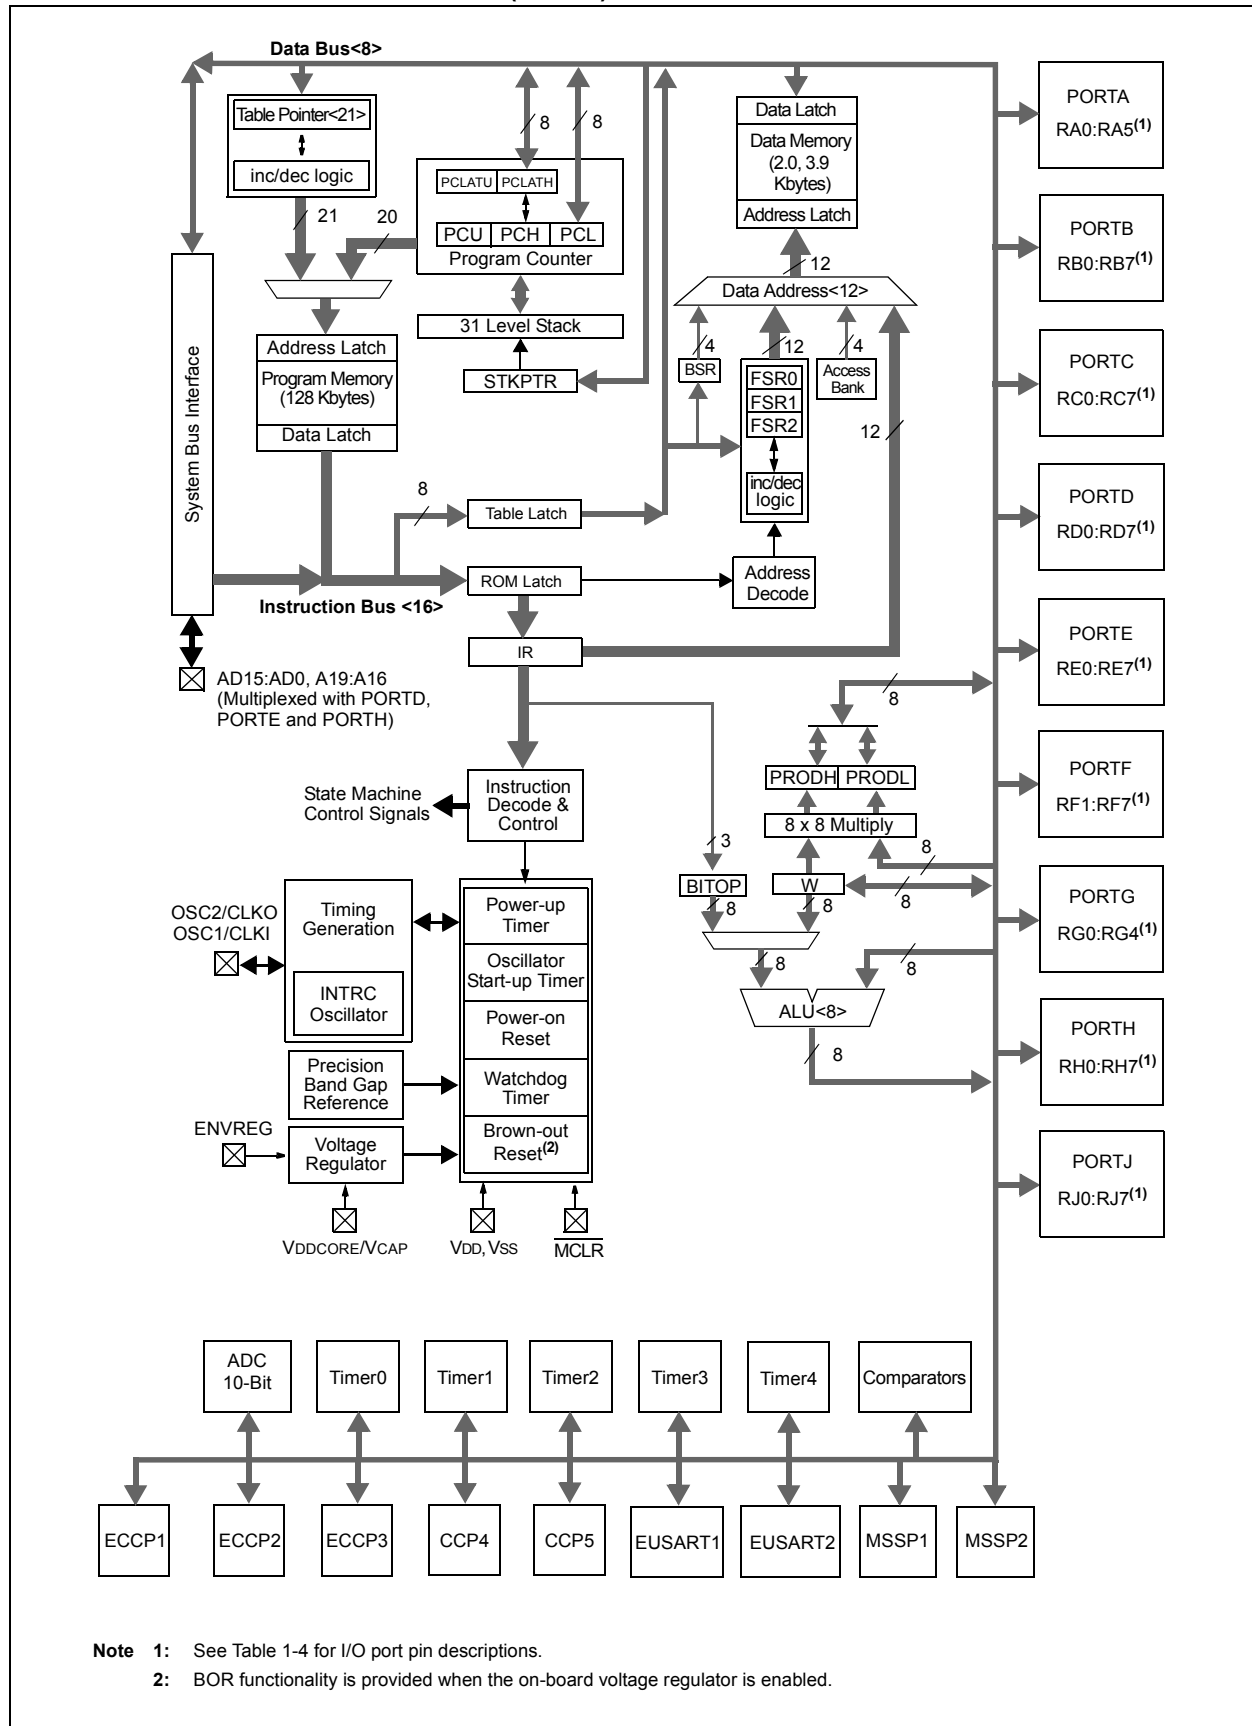 Data Bus<8>
Table Pointer<21>
inc/dec logic
21
20
8
8
PCLATU PCLATH
PCU PCH PCL
Program Counter
31 Level Stack
STKPTR
Data Latch
Data Memory
(2.0, 3.9
Kbytes)
Address Latch
12
Data Address<12>
4
12
4
BSR
FSR0
FSR1
FSR2
inc/dec
logic
Access
Bank
12
Address
Decode
System Bus Interface
Address Latch
Program Memory
(128 Kbytes)
Data Latch
8
Table Latch
ROM Latch
Instruction Bus <16>
IR
AD15:AD0, A19:A16
(Multiplexed with PORTD,
PORTE and PORTH)
State Machine
Control Signals
Instruction
Decode &
Control
8
PRODH PRODL
8 x 8 Multiply
8
3
BITOP
W
8
8
8
8
8
ALU<8>
8
OSC2/CLKO
OSC1/CLKI
Timing
Generation
INTRC
Oscillator
Power-up
Timer
Oscillator
Start-up Timer
Power-on
Reset
Watchdog
Timer
Brown-out
Reset(2)
Precision
Band Gap
Reference
ENVREG
Voltage
Regulator
VDDCORE/VCAP
VDD, VSS
MCLR
PORTA
RA0:RA5(1)
PORTB
RB0:RB7(1)
PORTC
RC0:RC7(1)
PORTD
RD0:RD7(1)
PORTE
RE0:RE7(1)
PORTF
RF1:RF7(1)
PORTG
RG0:RG4(1)
PORTH
RH0:RH7(1)
PORTJ
RJ0:RJ7(1)
ADC
10-Bit
Timer0
Timer1
Timer2
Timer3
Timer4
Comparators
ECCP1
ECCP2
ECCP3
CCP4
CCP5
EUSART1
EUSART2
MSSP1
MSSP2
Note 1: See Table 1-4 for I/O port pin descriptions.
2: BOR functionality is provided when the on-board voltage regulator is enabled.